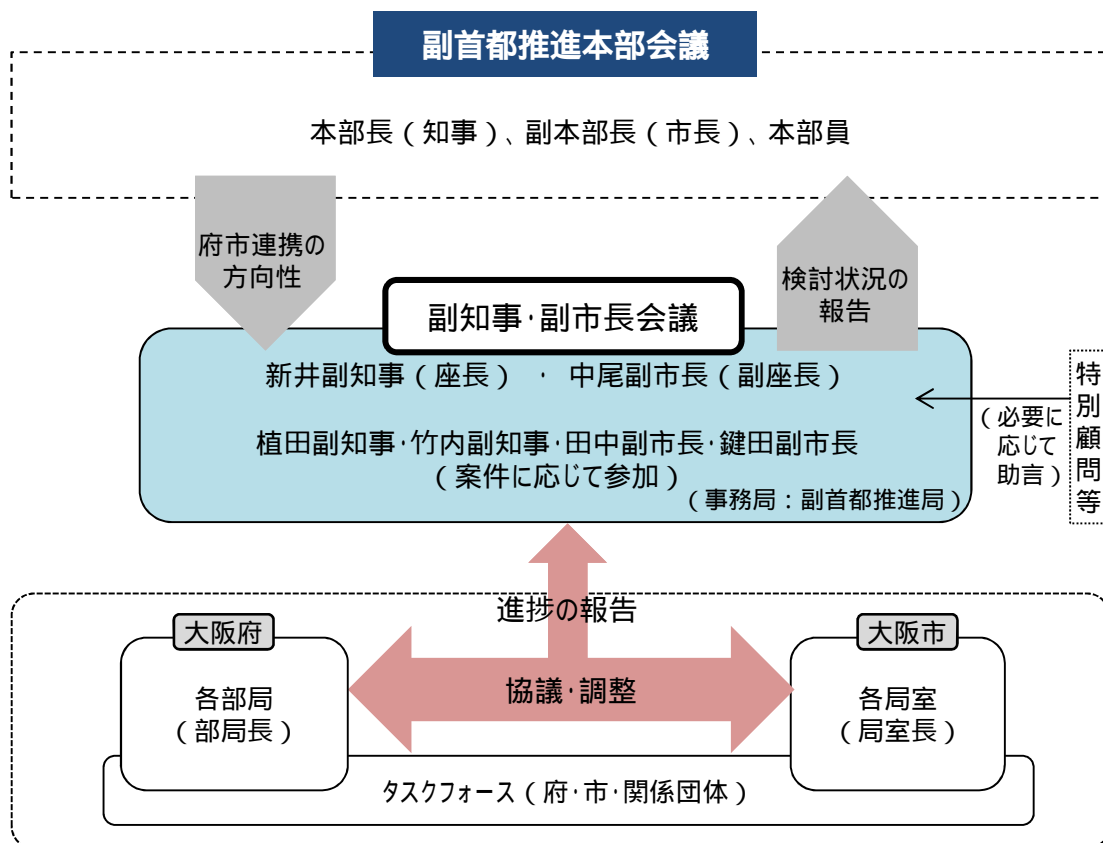 副首都推進本部会議
本部長(知事)、副本部長(市長)、本部員
府市連携の
方向性
検討状況の
報告
副知事・副市長会議
新井副知事(座長) ・ 中尾副市長(副座長)
植田副知事・竹内副知事・田中副市長・鍵田副市長
(案件に応じて参加)
(事務局:副首都推進局)
(必要に
応じて
助言)
特別顧問等
進捗の報告
大阪府
大阪市
各部局
(部局長)
協議・調整
各局室
(局室長)
タスクフォース(府・市・関係団体)